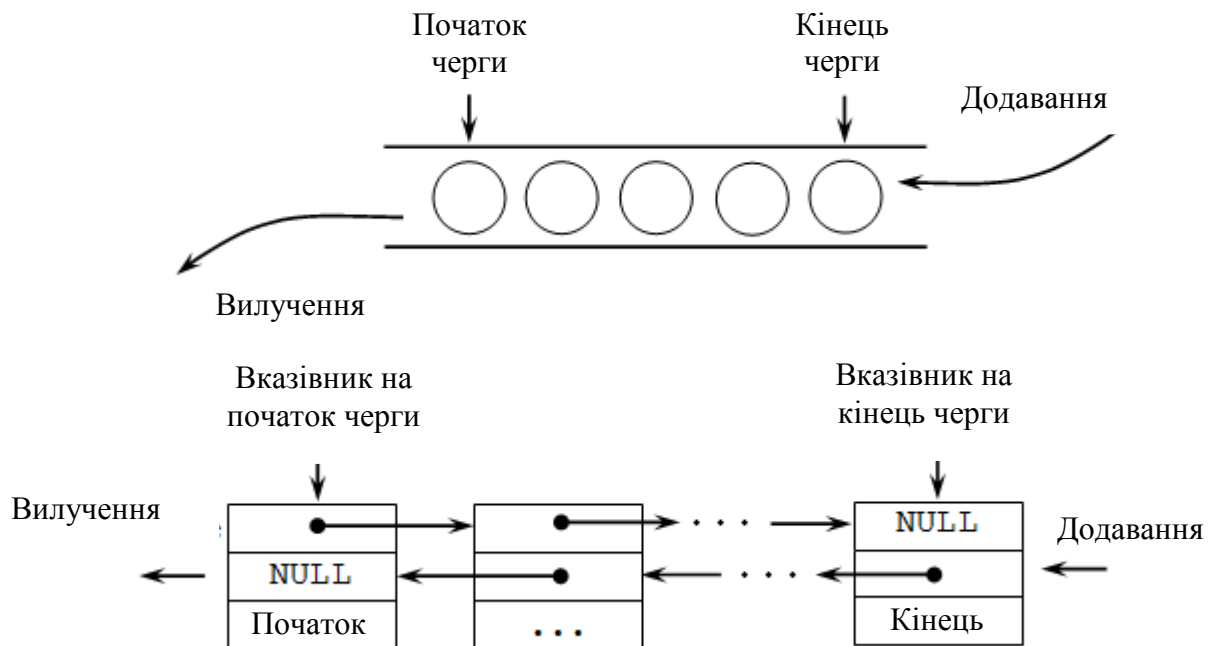 Початок
черги
Кінець
черги
Додавання
Вилучення
Вказівник на
початок черги
Вказівник на
кінець черги
Вилучення
NULL
Додавання
NULL
Початок
...
Кінець